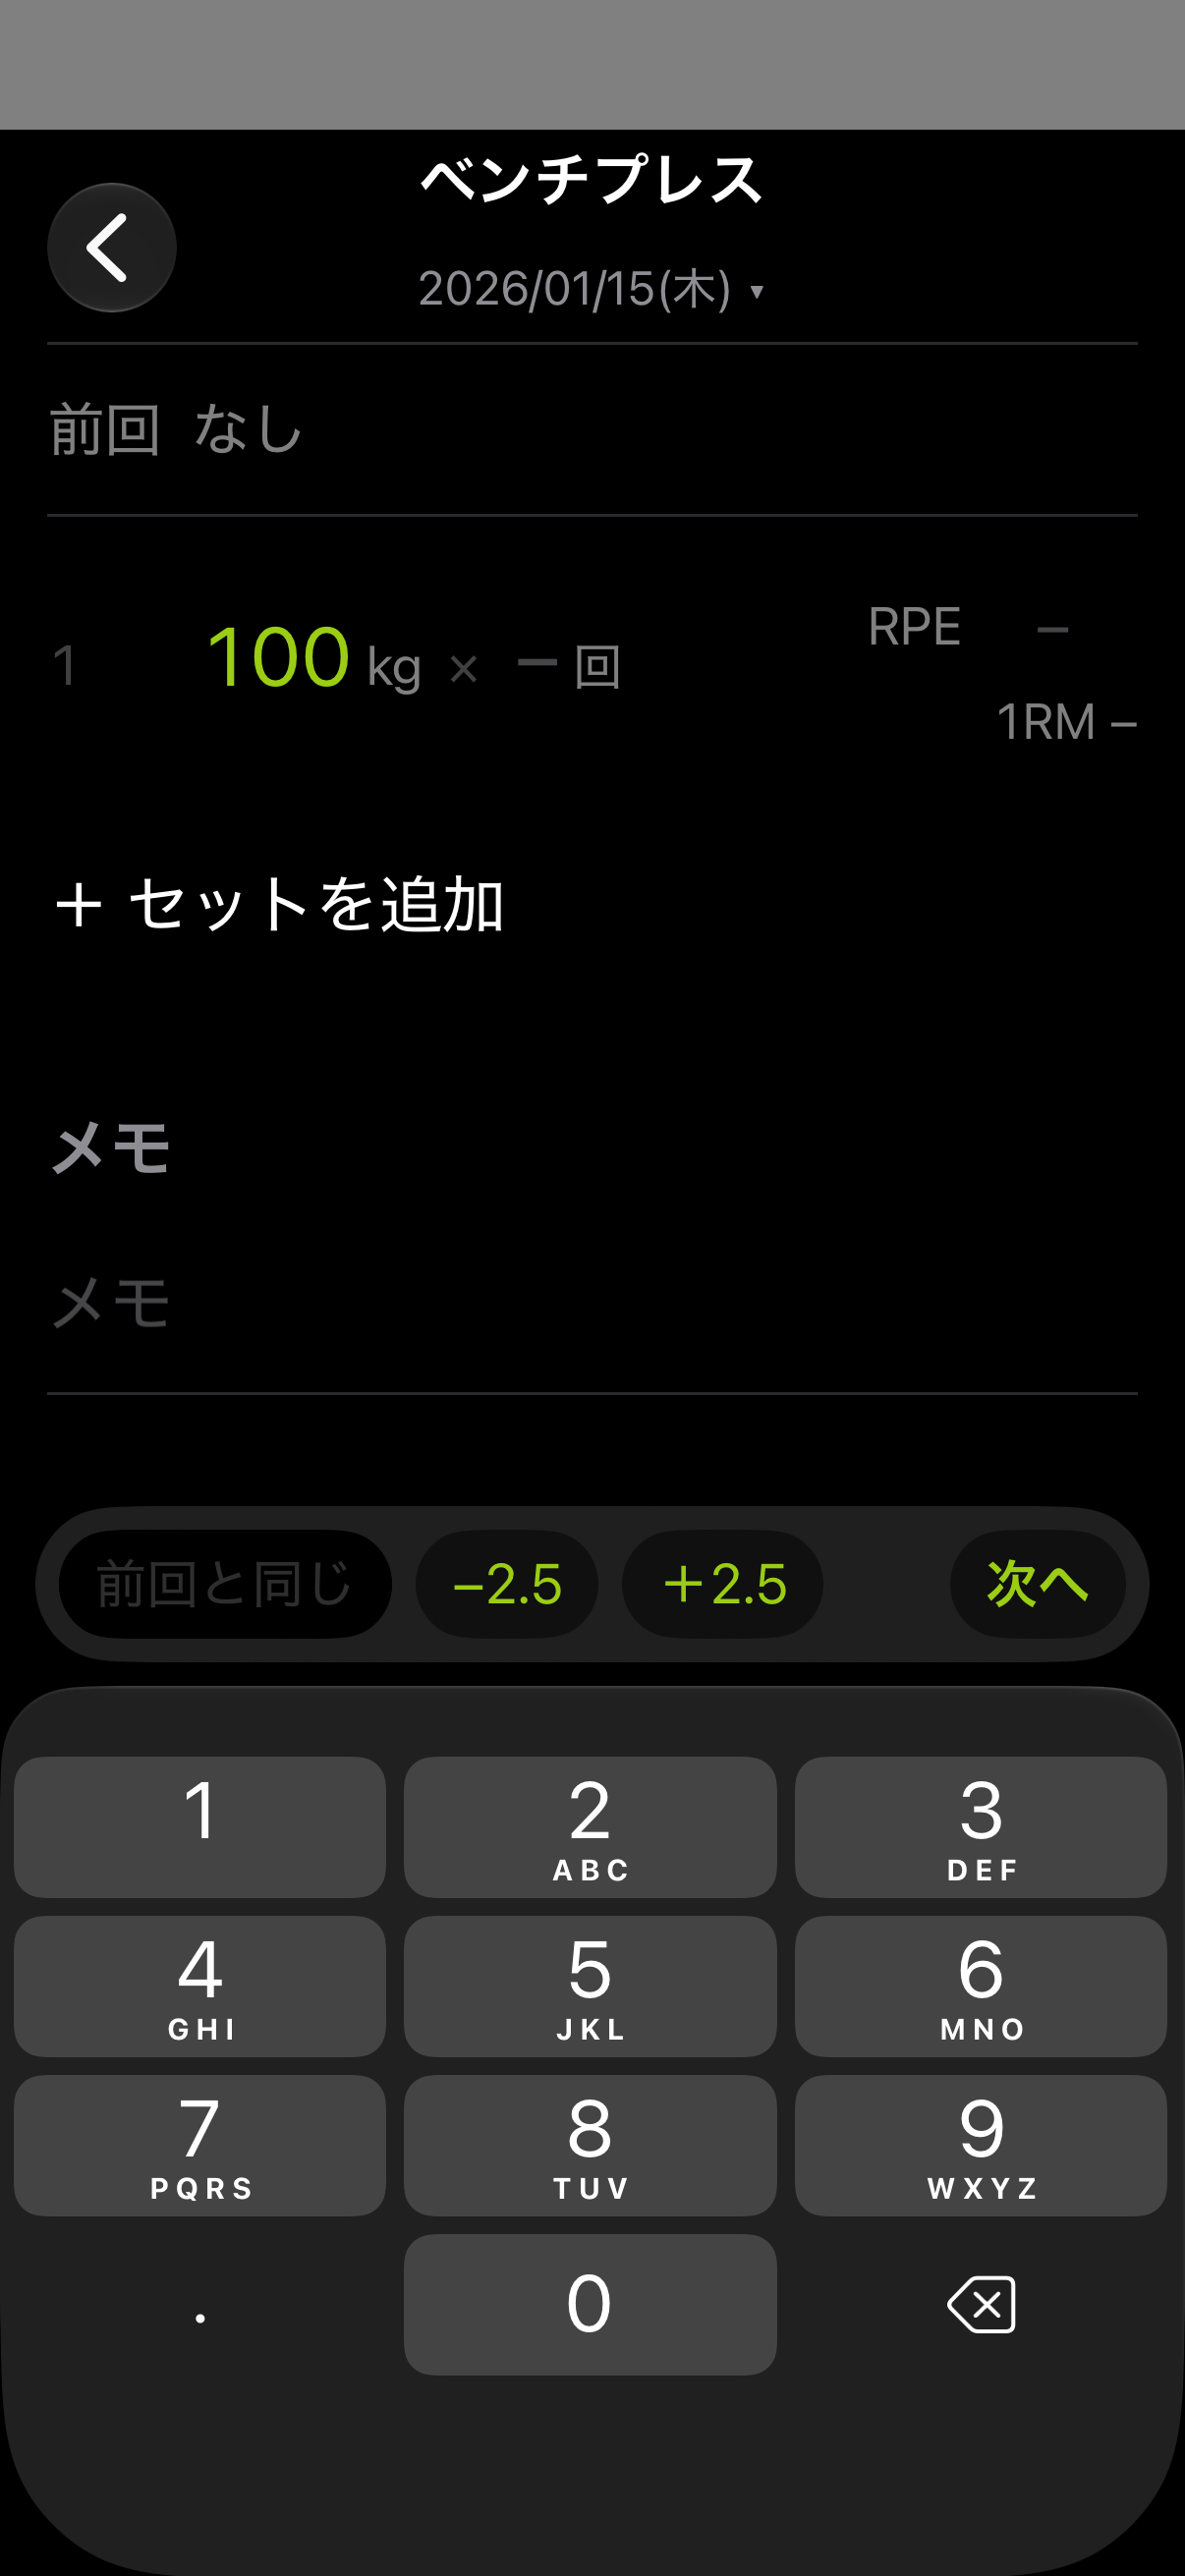 ベンチプレス
2026/01/15(木) ▼
前回 なし
1 100 kg × – 回 RPE –
1RM –
＋ セットを追加
メモ
メモ
前回と同じ –2.5 ＋2.5 次へ
1 2 3
ABC DEF
4 5 6
GHI JKL MNO
7 8 9
PQRS TUV WXYZ
. 0